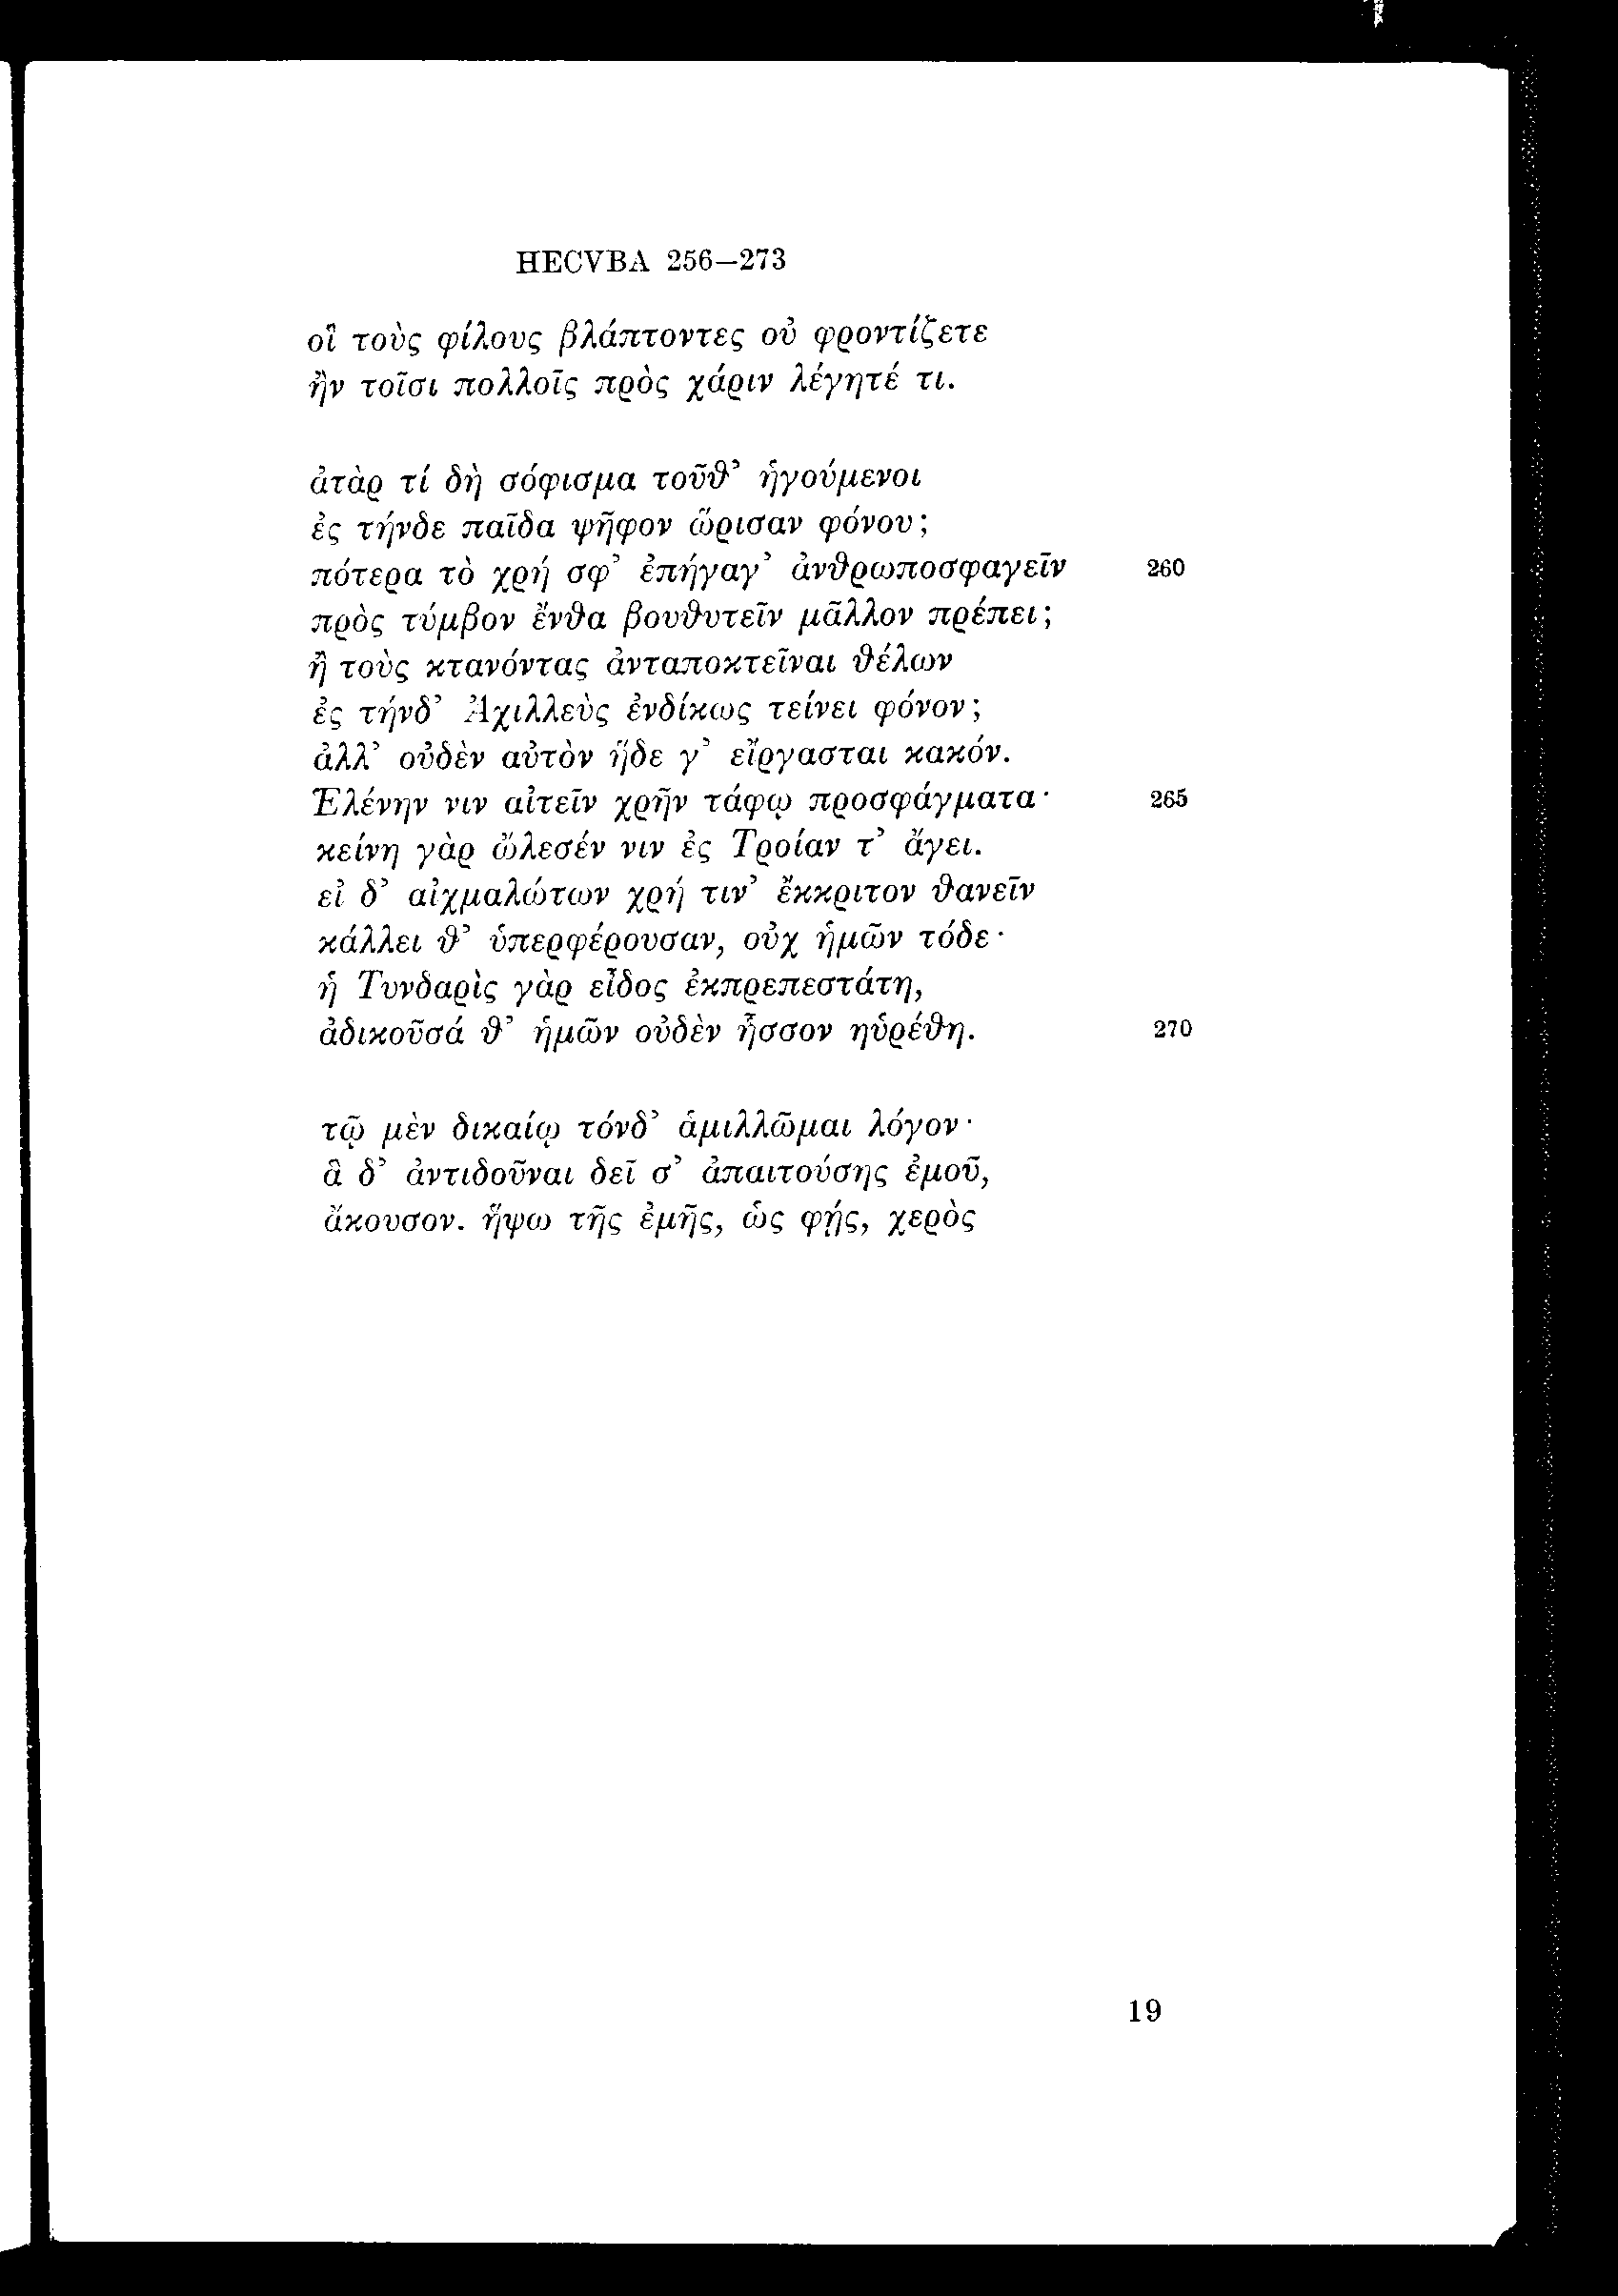 HECVBA 256–273
οἳ τοὺς φίλους βλάπτοντες οὐ φροντίζετε
ἢν τοῖσι πολλοῖς πρὸς χάριν λέγητέ τι.
ἀτὰρ τί δὴ σόφισμα τοῦϑ’ ἡγούμενοι
ἐς τήνδε παῖδα ψῆφον ὥρισαν φόνου;
πότερα τὸ χρή σφ’ ἐπήγαγ’ ἀνϑρωποσφαγεῖν 260
πρὸς τύμβον ἔνϑα βουϑυτεῖν μᾶλλον πρέπει;
ἢ τοὺς κτανόντας ἀνταποκτεῖναι ϑέλων
ἐς τήνδ’ Ἀχιλλεὺς ἐνδίκως τείνει φόνον;
ἀλλ’ οὐδὲν αὐτὸν ἥδε γ’ εἴργασται κακόν.
Ἑλένην νιν αἰτεῖν χρῆν τάφῳ προσφάγματα· 265
κείνη γὰρ ὤλεσέν νιν ἐς Τροίαν τ’ ἄγει.
εἰ δ’ αἰχμαλώτων χρή τιν’ ἔκκριτον ϑανεῖν
κάλλει ϑ’ ὑπερφέρουσαν, οὐχ ἡμῶν τόδε·
ἡ Τυνδαρὶς γὰρ εἶδος ἐκπρεπεστάτη,
ἀδικοῦσά ϑ’ ἡμῶν οὐδὲν ἧσσον ηὑρέϑη. 270
τῷ μὲν δικαίῳ τόνδ’ ἁμιλλῶμαι λόγον·
ἃ δ’ ἀντιδοῦναι δεῖ σ’ ἀπαιτούσης ἐμοῦ,
ἄκουσον. ἥψω τῆς ἐμῆς, ὡς φῄς, χερὸς
19